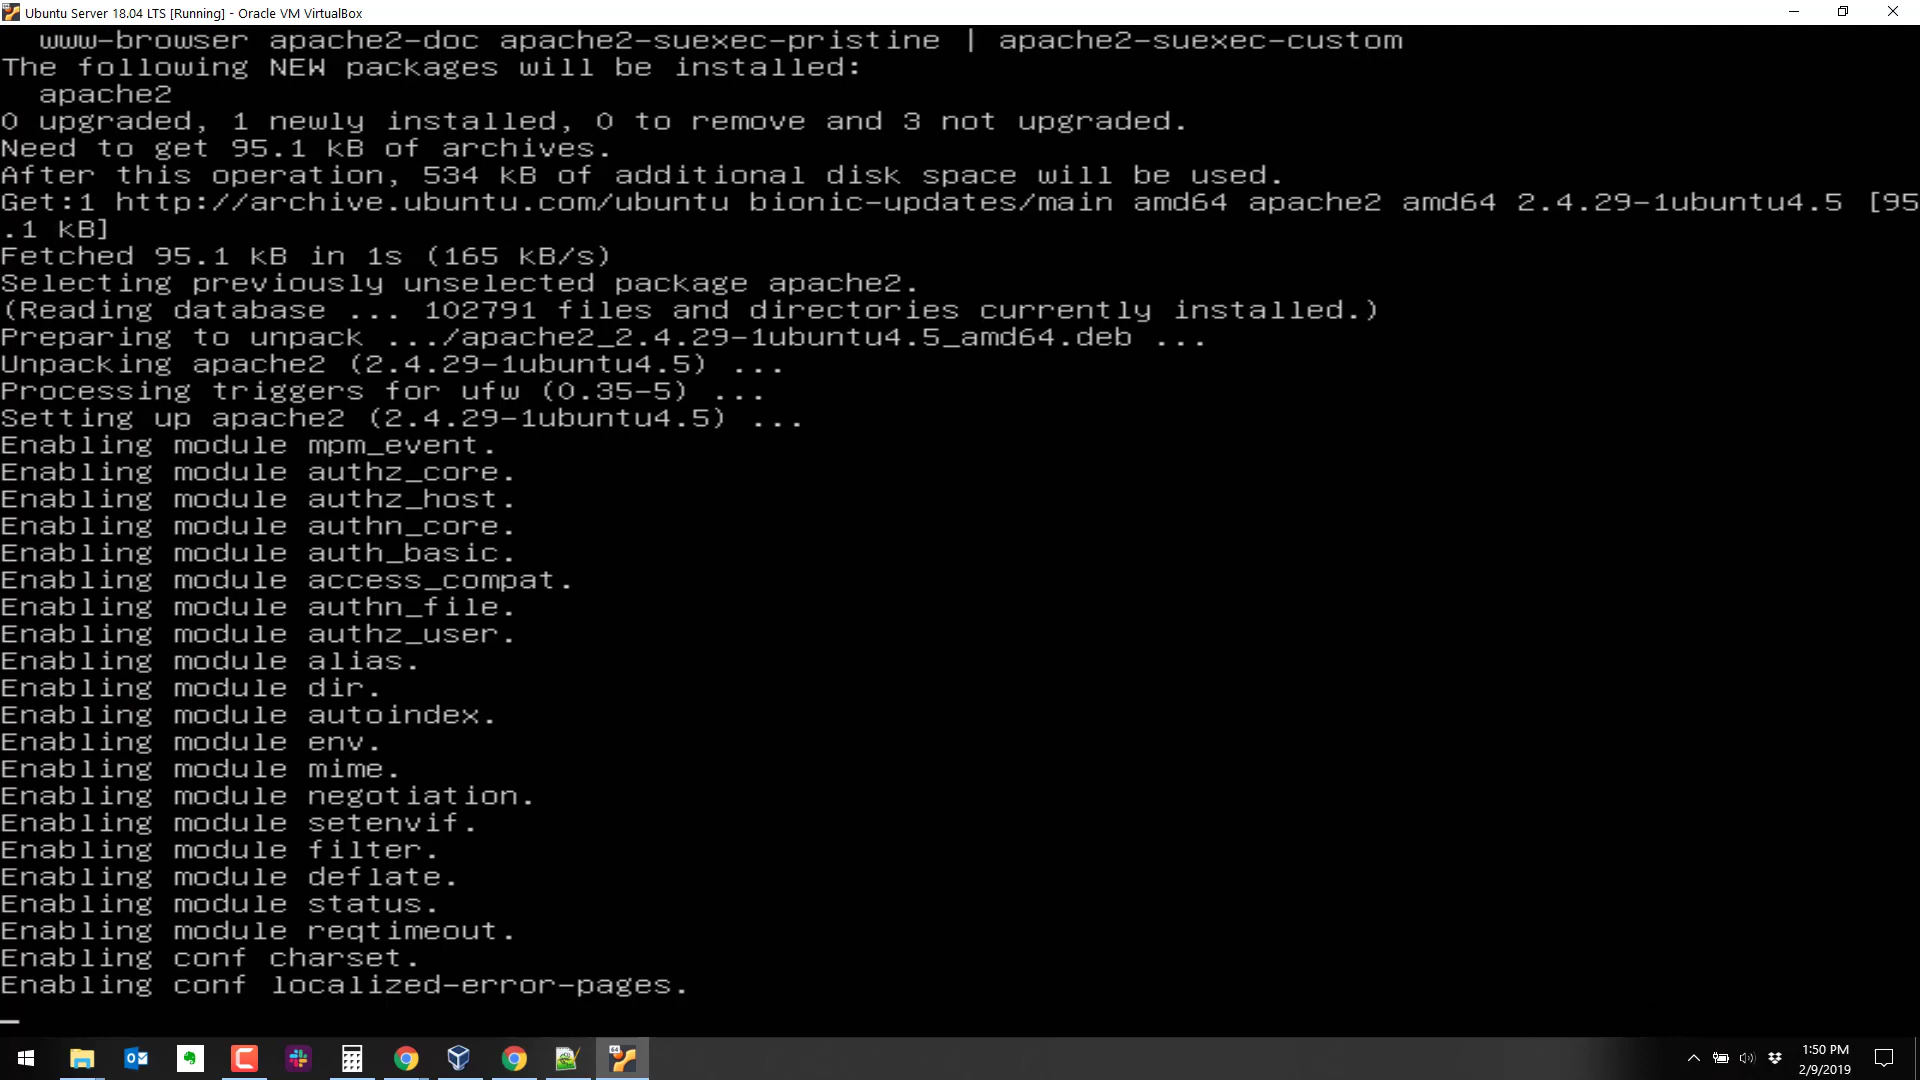 Ubuntu Server 18.04 LTS [Running] - Oracle VM VirtualBox
www-browser apache2-doc apache2-suexec-pristine | apache2-suexec-custom
The following NEW packages will be installed:
apache2
0 upgraded, 1 newly installed, 0 to remove and 3 not upgraded.
Need to get 95.1 kB of archives.
After this operation, 534 kB of additional disk space will be used.
Get:1 http://archive.ubuntu.com/ubuntu bionic-updates/main amd64 apache2 amd64 2.4.29-1ubuntu4.5 [95
.1 kB]
Fetched 95.1 kB in 1s (165 kB/s)
Selecting previously unselected package apache2.
(Reading database ... 102791 files and directories currently installed.)
Preparing to unpack .../apache2_2.4.29-1ubuntu4.5_amd64.deb ...
Unpacking apache2 (2.4.29-1ubuntu4.5) ...
Processing triggers for ufw (0.35-5) ...
Setting up apache2 (2.4.29-1ubuntu4.5) ...
Enabling module mpm_event.
Enabling module authz_core.
Enabling module authz_host.
Enabling module authn_core.
Enabling module auth_basic.
Enabling module access_compat.
Enabling module authn_file.
Enabling module authz_user.
Enabling module alias.
Enabling module dir.
Enabling module autoindex.
Enabling module env.
Enabling module mime.
Enabling module negotiation.
Enabling module setenvif.
Enabling module filter.
Enabling module deflate.
Enabling module status.
Enabling module reqtimeout.
Enabling conf charset.
Enabling conf localized-error-pages.
1:50 PM
2/9/2019